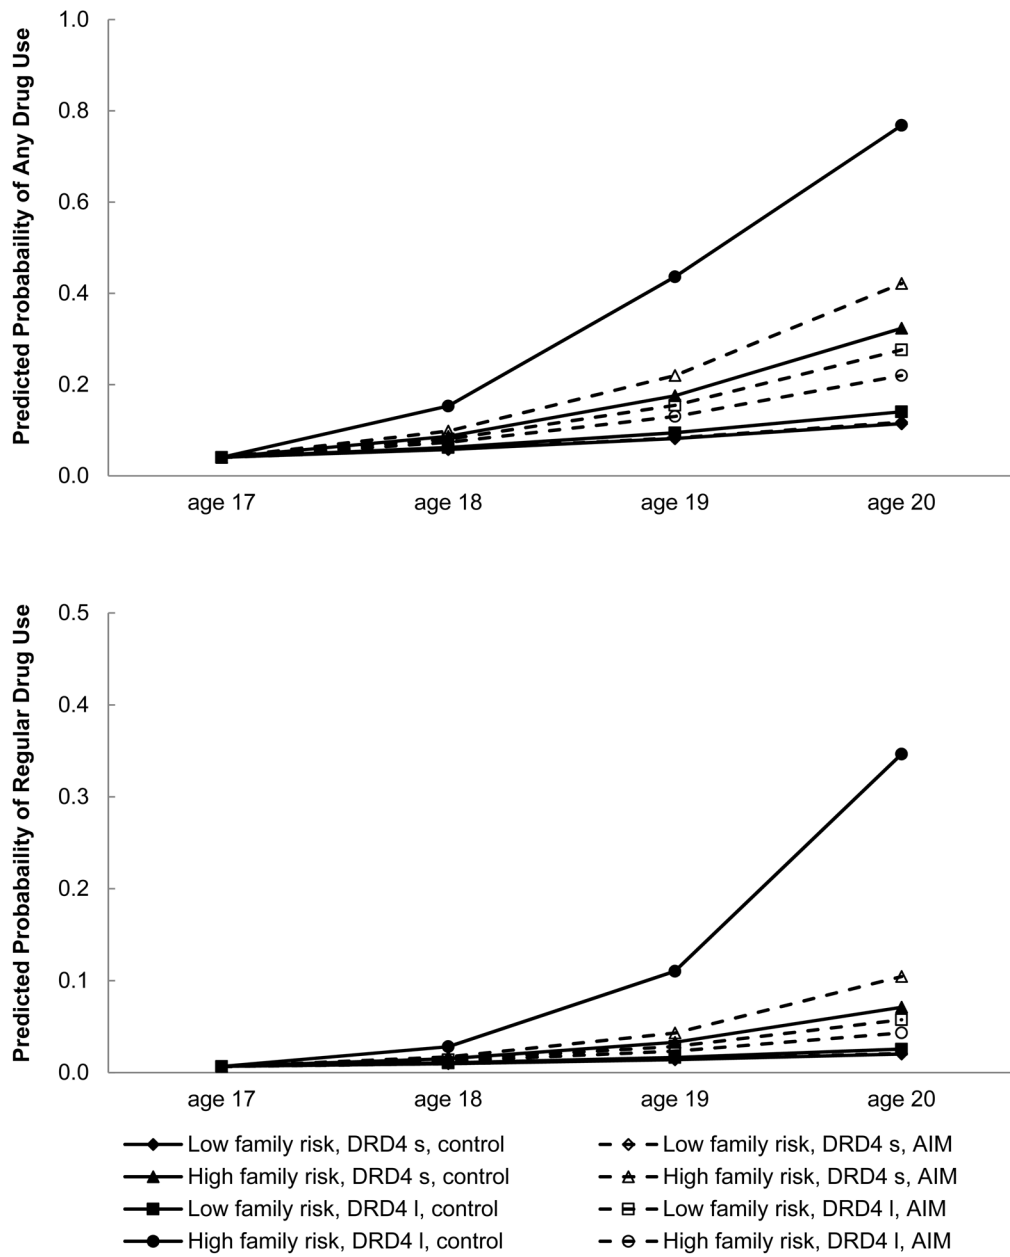 Predicted Probabaility of Any Drug Use
1.0
0.8
0.6
0.4
0.2
0.0
age 17 age 18 age 19 age 20
Predicted Probabaility of Regular Drug Use
0.5
0.4
0.3
0.2
0.1
0.0
age 17 age 18 age 19 age 20
Low family risk, DRD4 s, control Low family risk, DRD4 s, AIM
High family risk, DRD4 s, control High family risk, DRD4 s, AIM
Low family risk, DRD4 l, control Low family risk, DRD4 l, AIM
High family risk, DRD4 l, control High family risk, DRD4 l, AIM